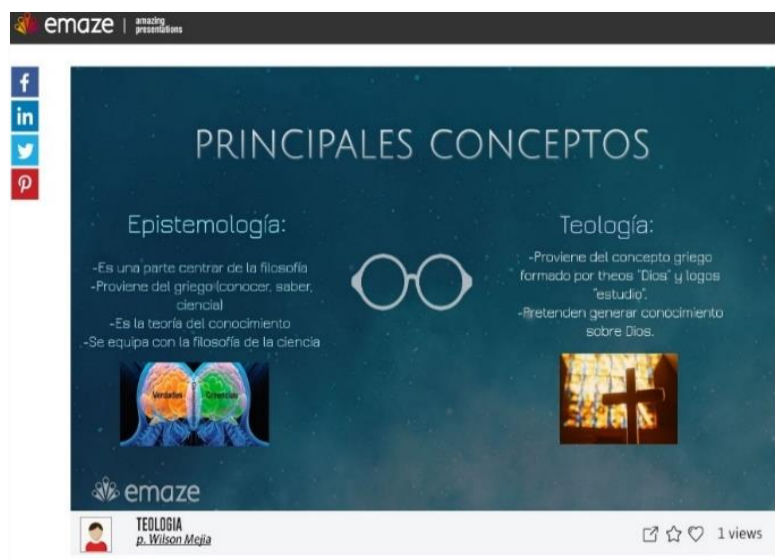 emaze | amazing
presentations
f
in
PRINCIPALES CONCEPTOS
Epistemología:
-Es una parte centrar de la filosofía
-Proviene del griego(conocer, saber,
ciencia)
-Es la teoría del conocimiento
-Se equipa con la filosofía de la ciencia
Verdades
Creencias
Teología:
-Proviene del concepto griego
formado por theos "Dios" y logos
"estudio".
-Pretenden generar conocimiento
sobre Dios.
emaze
TEOLOGIA
p. Wilson Mejia
1 views